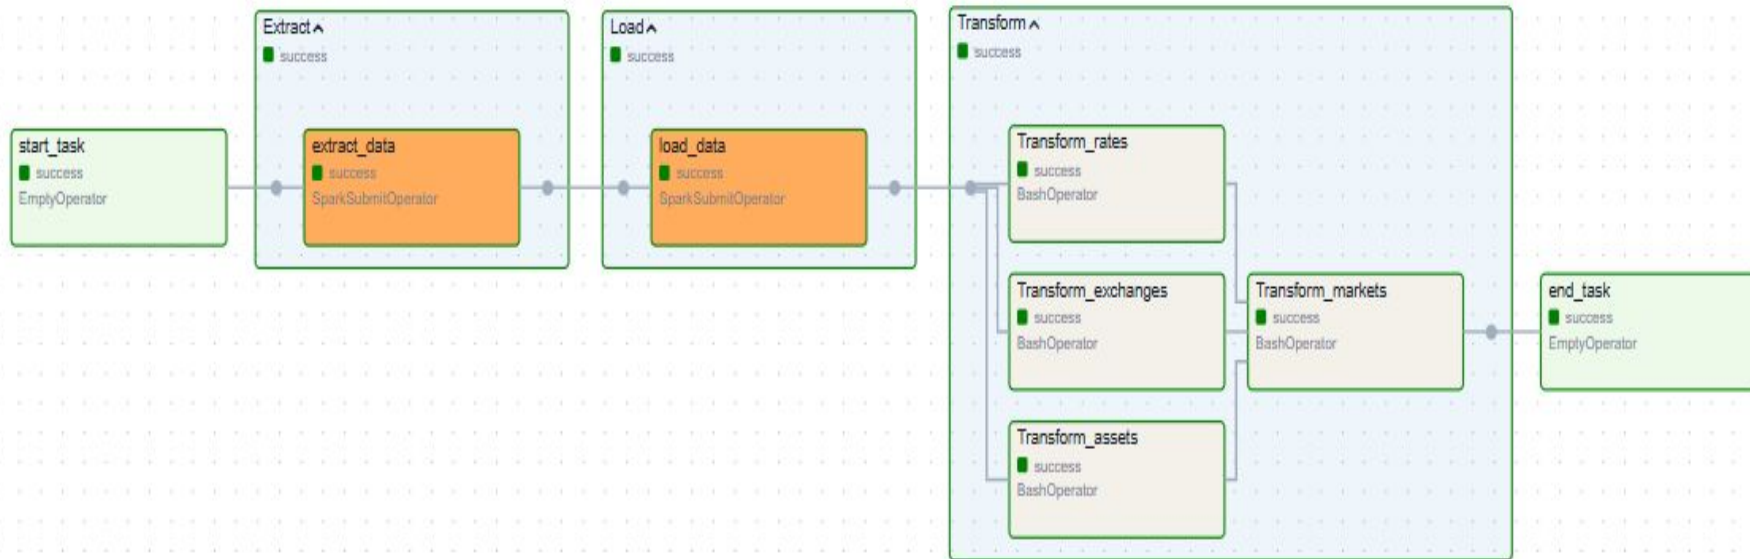 Extract
success
Load
success
Transform
success
start_task
success
EmptyOperator
extract_data
success
SparkSubmitOperator
load_data
success
SparkSubmitOperator
Transform_rates
success
BashOperator
Transform_exchanges
success
BashOperator
Transform_assets
success
BashOperator
Transform_markets
success
BashOperator
end_task
success
EmptyOperator